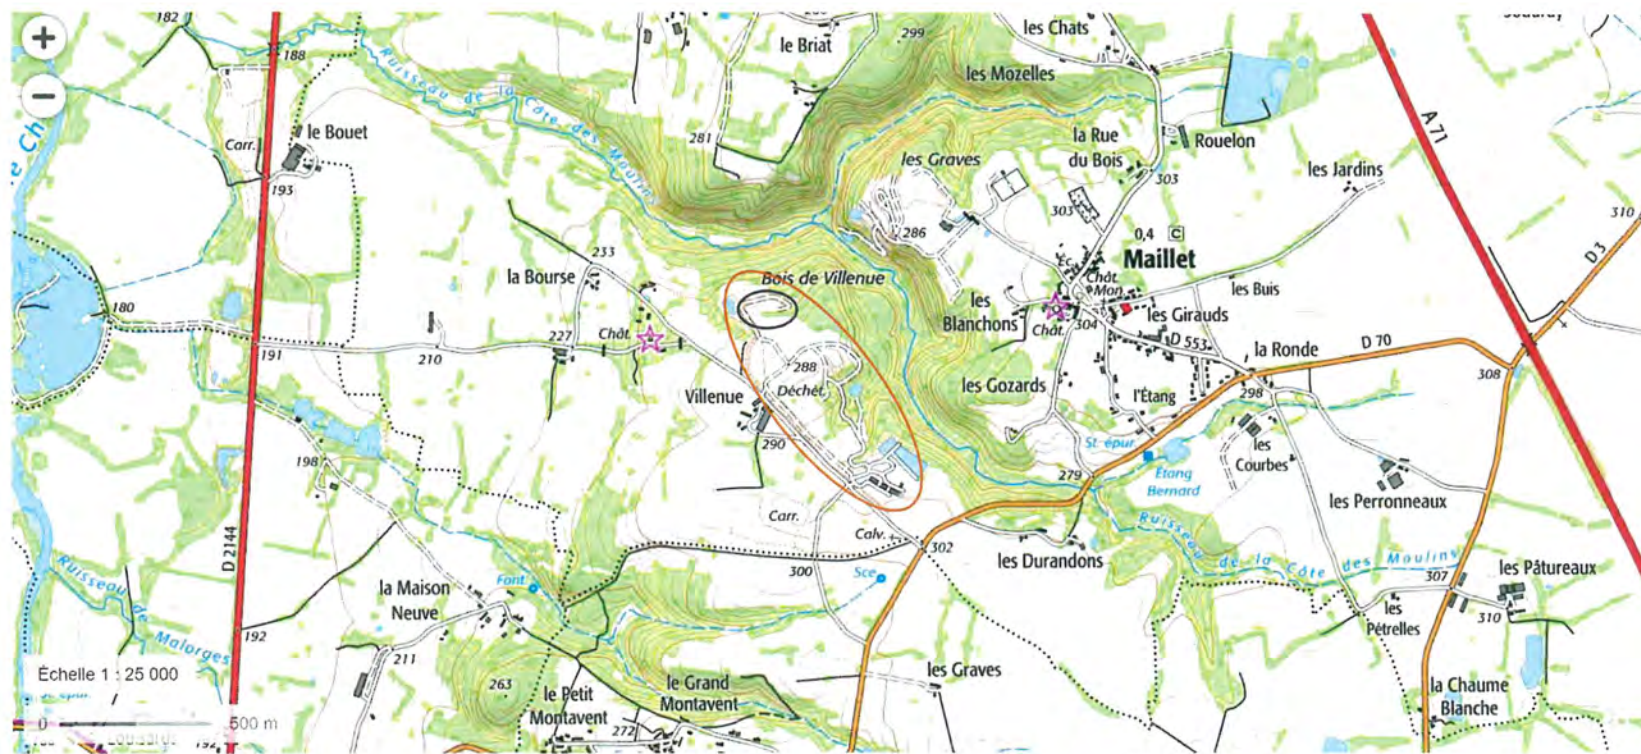 +
−
182
188
le Bouet
Carr.
193
Ruisseau de la Côte des Moulins
le Briat
281
299
les Chats
les Mozelles
A 71
la Rue
du Bois
Rouelon
les Graves
303
303
les Jardins
286
0,4 C
Maillet
310
D 3
Éc.
Chât.
Mon.
la Bourse
233
Bois de Villenue
les
Blanchons
Chât.
304
les Girauds
les Buis
D 553
180
191
210
227
Chât.
288
Déchèt.
Villenue
290
les Gozards
l'Étang
la Ronde
D 70
298
308
St. épur.
Étang
Bernard
279
les
Courbes
les Perronneaux
198
D 2144
Carr.
Calv.
302
300
Sce
les Durandons
Ruisseau de la Côte des Moulins
307
les Pâtureaux
310
les
Pétrelles
Ruisseau de Malorges
192
la Maison
Neuve
Font.
211
263
le Petit
Montavent
le Grand
Montavent
272
les Graves
la Chaume
Blanche
Échelle 1 : 25 000
0
500 m
192